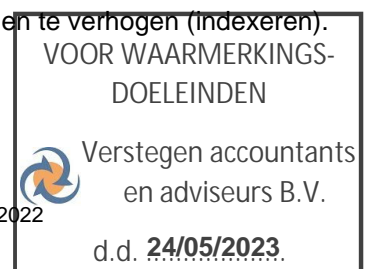 en te verhogen (indexeren).
VOOR WAARMERKINGS-
DOELEINDEN
Verstegen accountants
en adviseurs B.V.
2022
d.d. 24/05/2023.